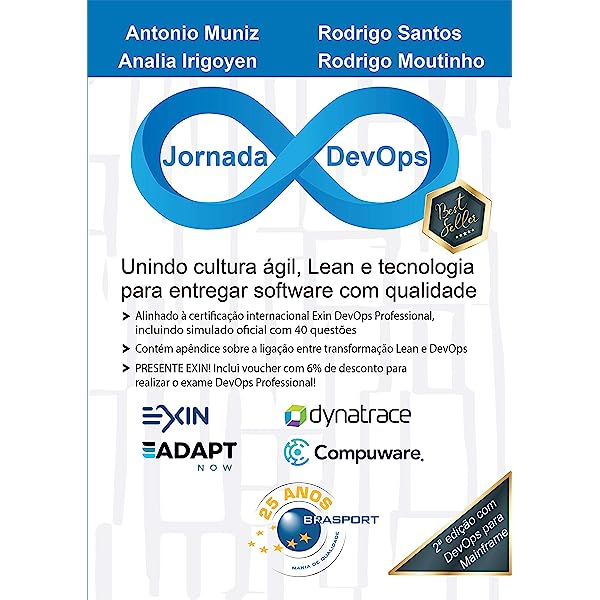 Antonio Muniz
Rodrigo Santos
Analia Irigoyen
Rodrigo Moutinho
Jornada DevOps
Best
Seller
Unindo cultura ágil, Lean e tecnologia
para entregar software com qualidade
Alinhado à certificação internacional Exin DevOps Professional,
incluindo simulado oficial com 40 questões
Contém apêndice sobre a ligação entre transformação Lean e DevOps
PRESENTE EXIN! Inclui voucher com 6% de desconto para
realizar o exame DevOps Professional!
EXIN
dynatrace
ADAPT
NOW
Compuware.
25 ANOS
BRASPORT
MANIA DE QUALIDADE
2ª edição com
DevOps para
Mainframe